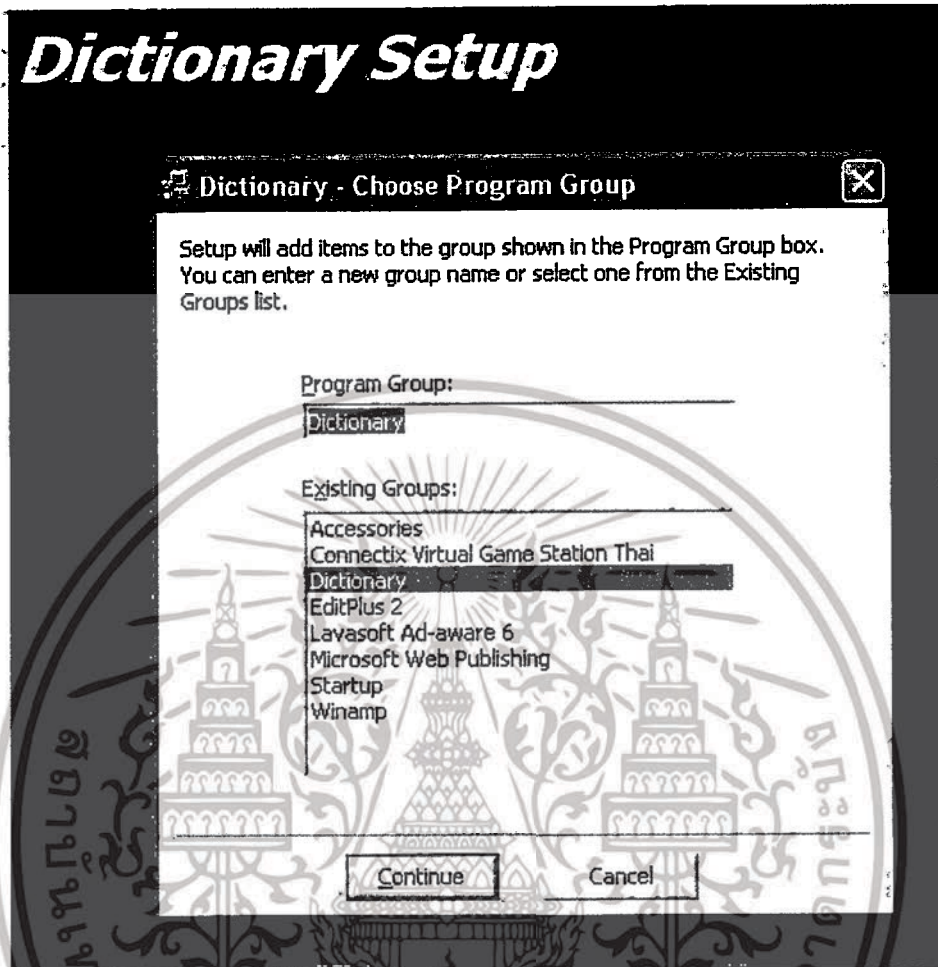 Dictionary Setup
Dictionary - Choose Program Group
Setup will add items to the group shown in the Program Group box.
You can enter a new group name or select one from the Existing
Groups list.
Program Group:
Dictionary
Existing Groups:
Accessories
Connectix Virtual Game Station Thai
Dictionary
EditPlus 2
Lavasoft Ad-aware 6
Microsoft Web Publishing
Startup
Winamp
Continue
Cancel